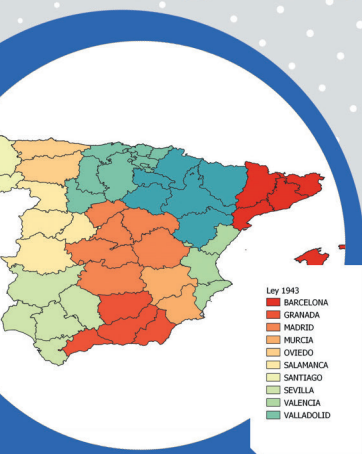 Ley 1943
BARCELONA
GRANADA
MADRID
MURCIA
OVIEDO
SALAMANCA
SANTIAGO
SEVILLA
VALENCIA
VALLADOLID